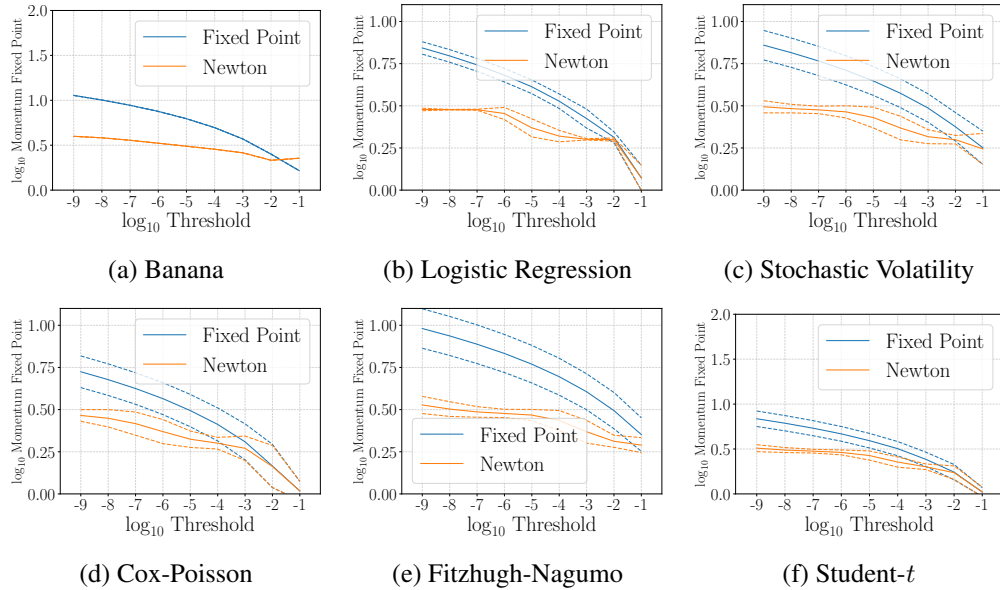 2.0
1.5
1.0
0.5
0.0
log₁₀ Momentum Fixed Point
Fixed Point
Newton
-9 -8 -7 -6 -5 -4 -3 -2 -1
log₁₀ Threshold
(a) Banana
1.00
0.75
0.50
0.25
0.00
log₁₀ Momentum Fixed Point
Fixed Point
Newton
-9 -8 -7 -6 -5 -4 -3 -2 -1
log₁₀ Threshold
(b) Logistic Regression
1.00
0.75
0.50
0.25
0.00
log₁₀ Momentum Fixed Point
Fixed Point
Newton
-9 -8 -7 -6 -5 -4 -3 -2 -1
log₁₀ Threshold
(c) Stochastic Volatility
1.00
0.75
0.50
0.25
0.00
log₁₀ Momentum Fixed Point
Fixed Point
Newton
-9 -8 -7 -6 -5 -4 -3 -2 -1
log₁₀ Threshold
(d) Cox-Poisson
1.00
0.75
0.50
0.25
0.00
log₁₀ Momentum Fixed Point
Fixed Point
Newton
-9 -8 -7 -6 -5 -4 -3 -2 -1
log₁₀ Threshold
(e) Fitzhugh-Nagumo
2.0
1.5
1.0
0.5
0.0
log₁₀ Momentum Fixed Point
Fixed Point
Newton
-9 -8 -7 -6 -5 -4 -3 -2 -1
log₁₀ Threshold
(f) Student-t